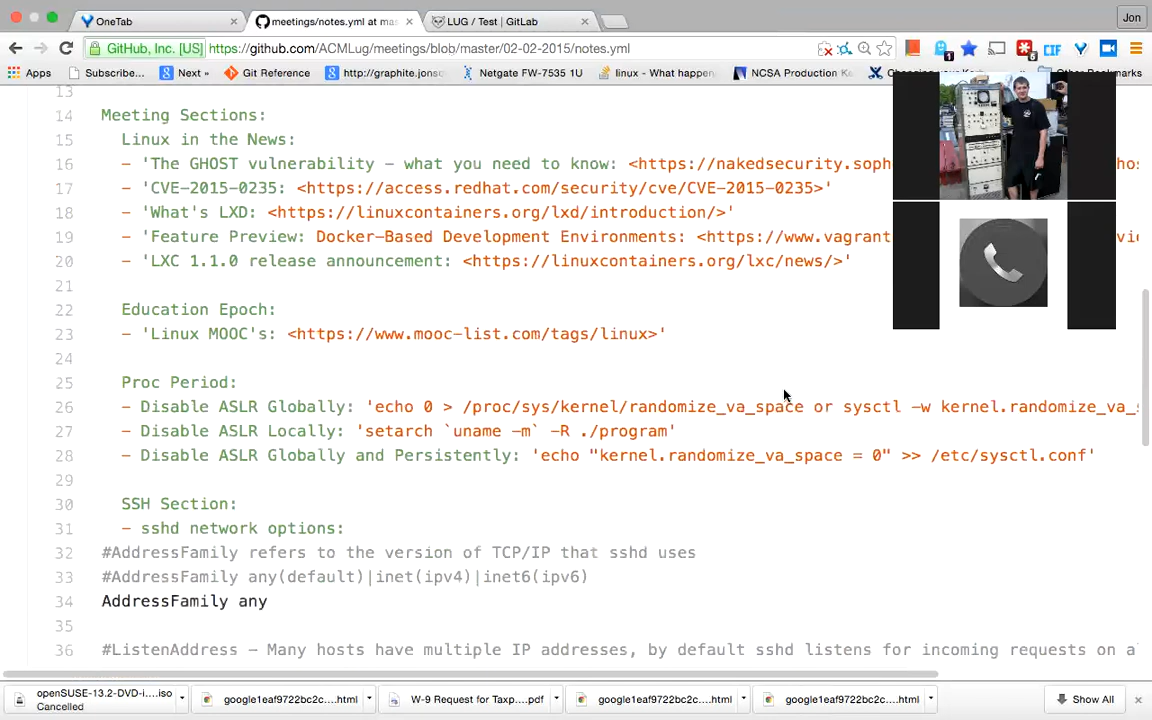 OneTab
meetings/notes.yml at mas
LUG / Test | GitLab
Jon
GitHub, Inc. [US]
https://github.com/ACMLug/meetings/blob/master/02-02-2015/notes.yml
Apps
Subscribe...
Next »
Git Reference
http://graphite.jons
Netgate FW-7535 1U
linux - What happen
NCSA Production Ke
Other Bookmarks
13
14 Meeting Sections:
15 Linux in the News:
16 - 'The GHOST vulnerability – what you need to know: <https://nakedsecurity.soph
17 - 'CVE-2015-0235: <https://access.redhat.com/security/cve/CVE-2015-0235>'
18 - 'What's LXD: <https://linuxcontainers.org/lxd/introduction/>'
19 - 'Feature Preview: Docker-Based Development Environments: <https://www.vagrant
20 - 'LXC 1.1.0 release announcement: <https://linuxcontainers.org/lxc/news/>'
21
22 Education Epoch:
23 - 'Linux MOOC's: <https://www.mooc-list.com/tags/linux>'
24
25 Proc Period:
26 - Disable ASLR Globally: 'echo 0 > /proc/sys/kernel/randomize_va_space or sysctl -w kernel.randomize_va_s
27 - Disable ASLR Locally: 'setarch `uname -m` -R ./program'
28 - Disable ASLR Globally and Persistently: 'echo "kernel.randomize_va_space = 0" >> /etc/sysctl.conf'
29
30 SSH Section:
31 - sshd network options:
32 #AddressFamily refers to the version of TCP/IP that sshd uses
33 #AddressFamily any(default)|inet(ipv4)|inet6(ipv6)
34 AddressFamily any
35
36 #ListenAddress – Many hosts have multiple IP addresses, by default sshd listens for incoming requests on a
openSUSE-13.2-DVD-i....iso
Cancelled
google1eaf9722bc2c....html
W-9 Request for Taxp....pdf
google1eaf9722bc2c....html
google1eaf9722bc2c....html
Show All